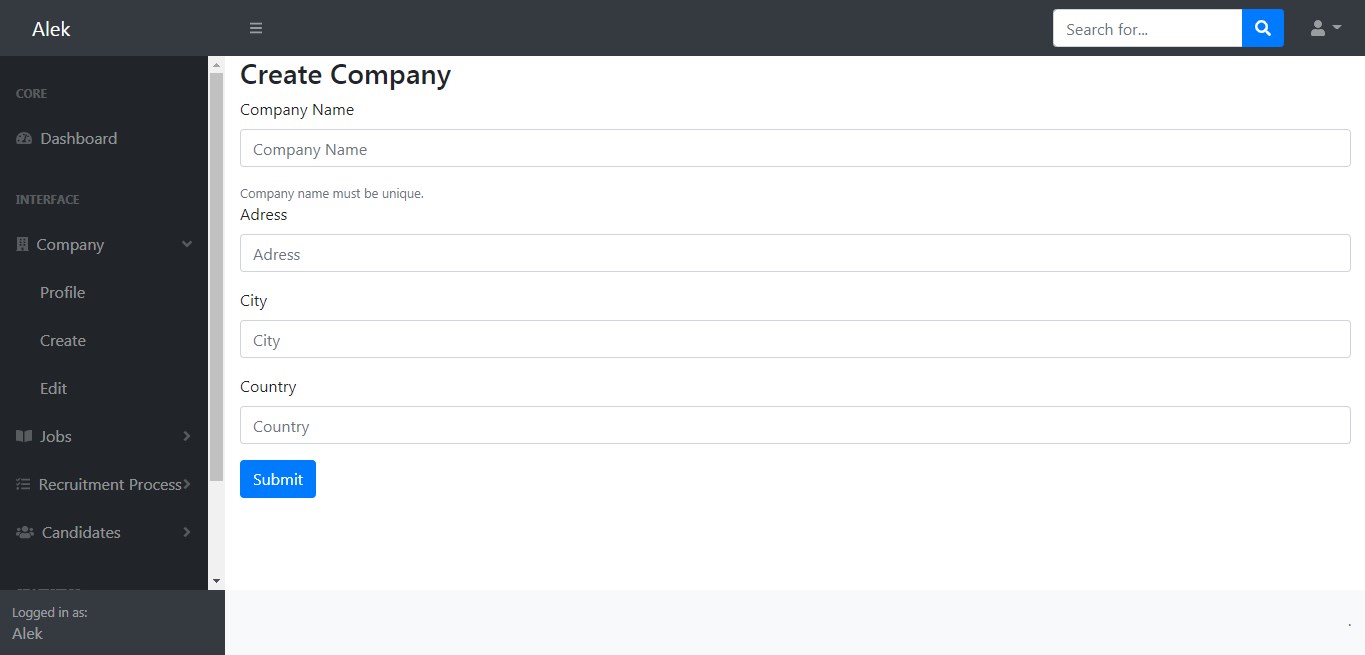 Alek
Search for...
CORE
Dashboard
INTERFACE
Company
Profile
Create
Edit
Jobs
Recruitment Process
Candidates
Logged in as:
Alek
Create Company
Company Name
Company Name
Company name must be unique.
Adress
Adress
City
City
Country
Country
Submit
.